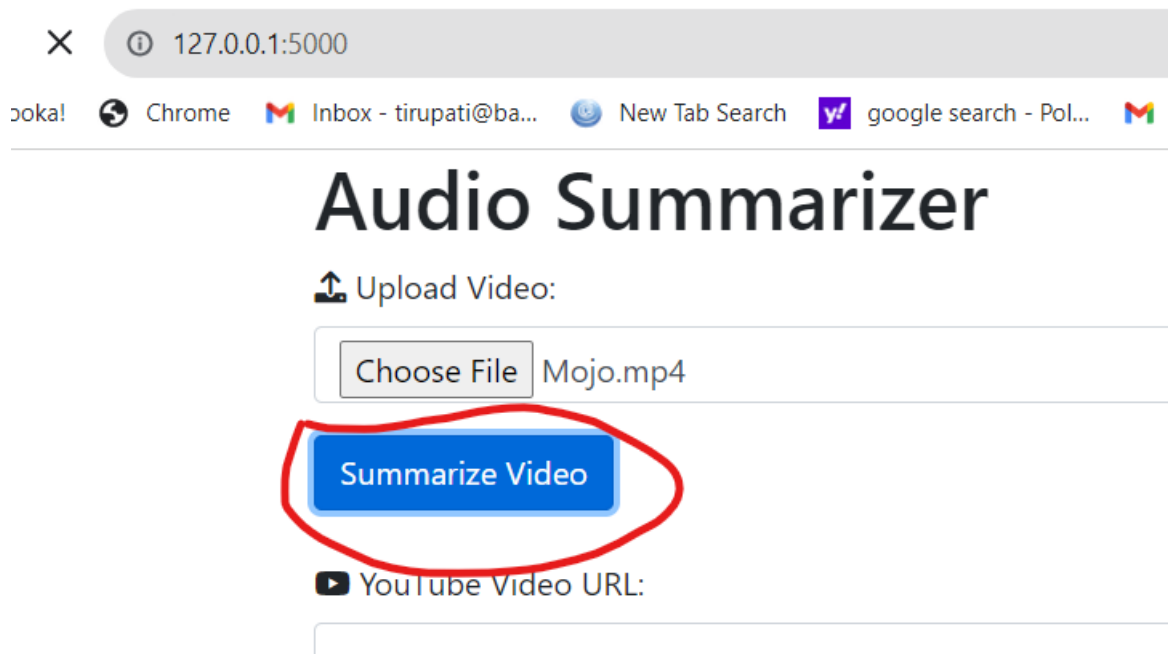 127.0.0.1:5000
ooka! Chrome Inbox - tirupati@ba... New Tab Search y! google search - Pol...
Audio Summarizer
Upload Video:
Choose File Mojo.mp4
Summarize Video
YouTube Video URL: